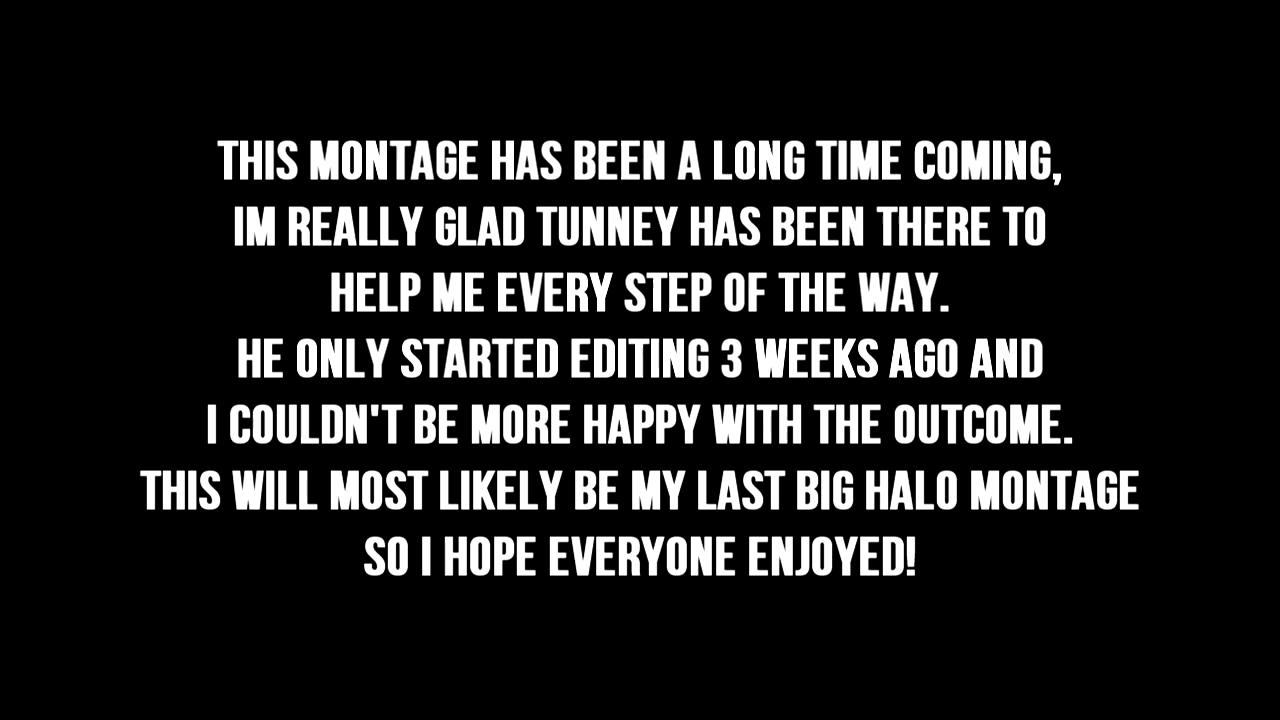 THIS MONTAGE HAS BEEN A LONG TIME COMING,
IM REALLY GLAD TUNNEY HAS BEEN THERE TO
HELP ME EVERY STEP OF THE WAY.
HE ONLY STARTED EDITING 3 WEEKS AGO AND
I COULDN'T BE MORE HAPPY WITH THE OUTCOME.
THIS WILL MOST LIKELY BE MY LAST BIG HALO MONTAGE
SO I HOPE EVERYONE ENJOYED!